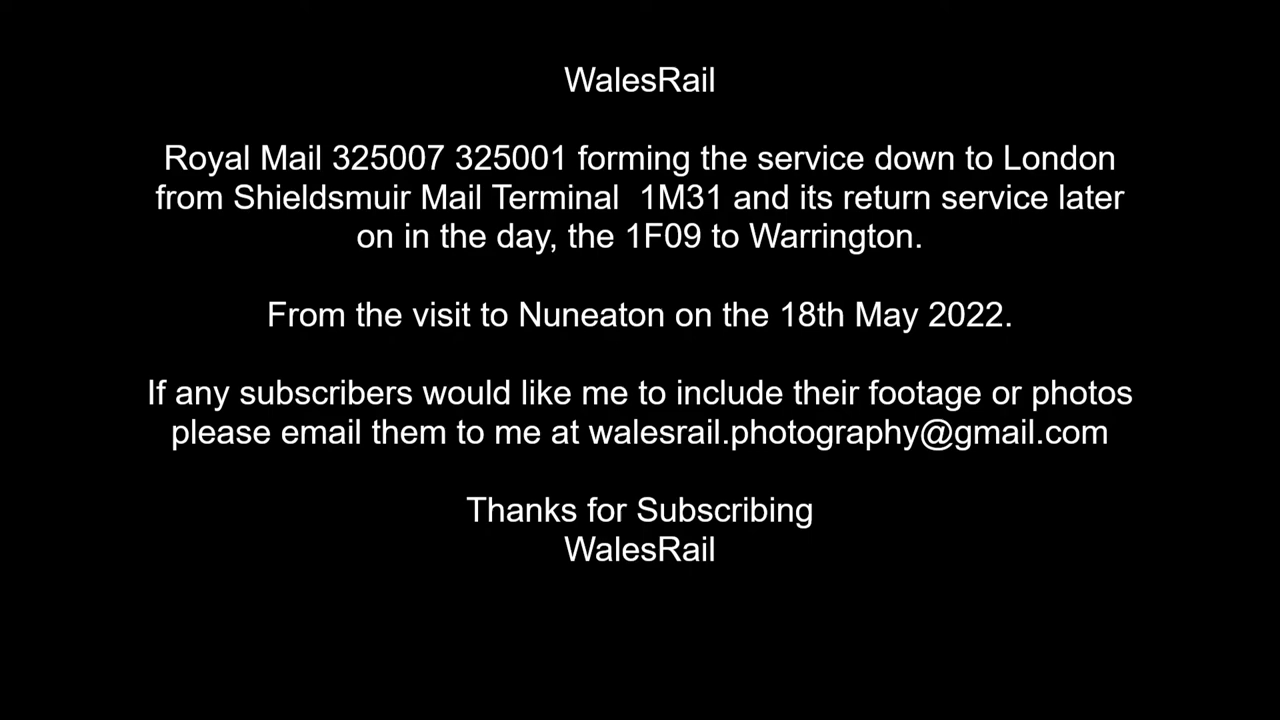 WalesRail
Royal Mail 325007 325001 forming the service down to London
from Shieldsmuir Mail Terminal  1M31 and its return service later
on in the day, the 1F09 to Warrington.
From the visit to Nuneaton on the 18th May 2022.
If any subscribers would like me to include their footage or photos
please email them to me at walesrail.photography@gmail.com
Thanks for Subscribing
WalesRail